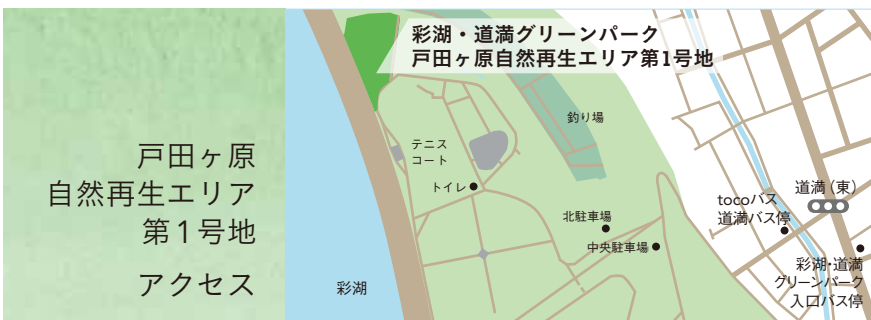 戸田ヶ原
自然再生エリア
第1号地
アクセス
彩湖・道満グリーンパーク
戸田ヶ原自然再生エリア第1号地
釣り場
テニス
コート
トイレ
北駐車場
中央駐車場
彩湖
tocoバス
道満バス停
道満(東)
彩湖・道満
グリーンパーク
入口バス停